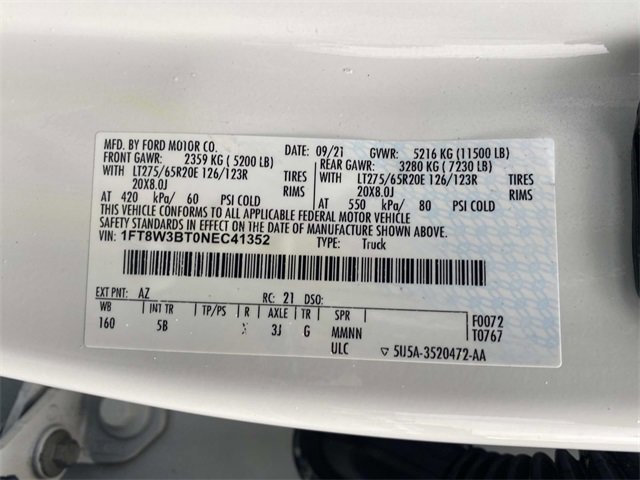 MFD. BY FORD MOTOR CO. DATE: 09/21 GVWR: 5216 KG (11500 LB)
FRONT GAWR: 2359 KG (5200 LB) REAR GAWR: 3280 KG (7230 LB)
WITH LT275/65R20E 126/123R TIRES WITH LT275/65R20E 126/123R TIRES
20X8.0J RIMS 20X8.0J RIMS
AT 420 kPa/ 60 PSI COLD AT 550 kPa/ 80 PSI COLD
THIS VEHICLE CONFORMS TO ALL APPLICABLE FEDERAL MOTOR VEHICLE
SAFETY STANDARDS IN EFFECT ON THE DATE OF MANUFACTURE SHOWN ABOVE.
VIN: 1FT8W3BT0NEC41352 TYPE: Truck
EXT PNT: AZ RC: 21 DSO:
WB INT TR TP/PS R AXLE TR SPR F0072
160 5B 3J G MMNN T0767
ULC ▽ 5U5A-3520472-AA